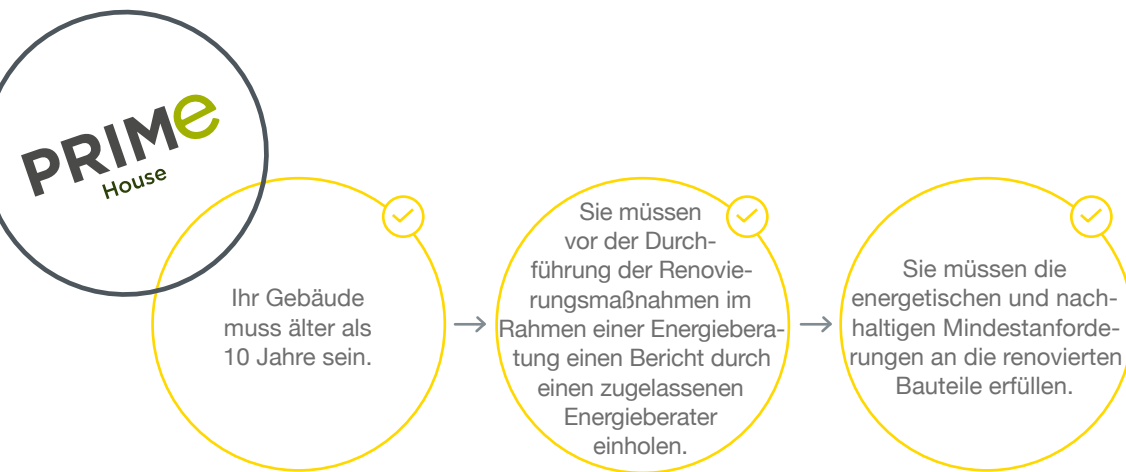 PRIMe
House
Ihr Gebäude
muss älter als
10 Jahre sein.
Sie müssen
vor der Durch-
führung der Renovie-
rungsmaßnahmen im
Rahmen einer Energiebera-
tung einen Bericht durch
einen zugelassenen
Energieberater
einholen.
Sie müssen die
energetischen und nach-
haltigen Mindestanforde-
rungen an die renovierten
Bauteile erfüllen.